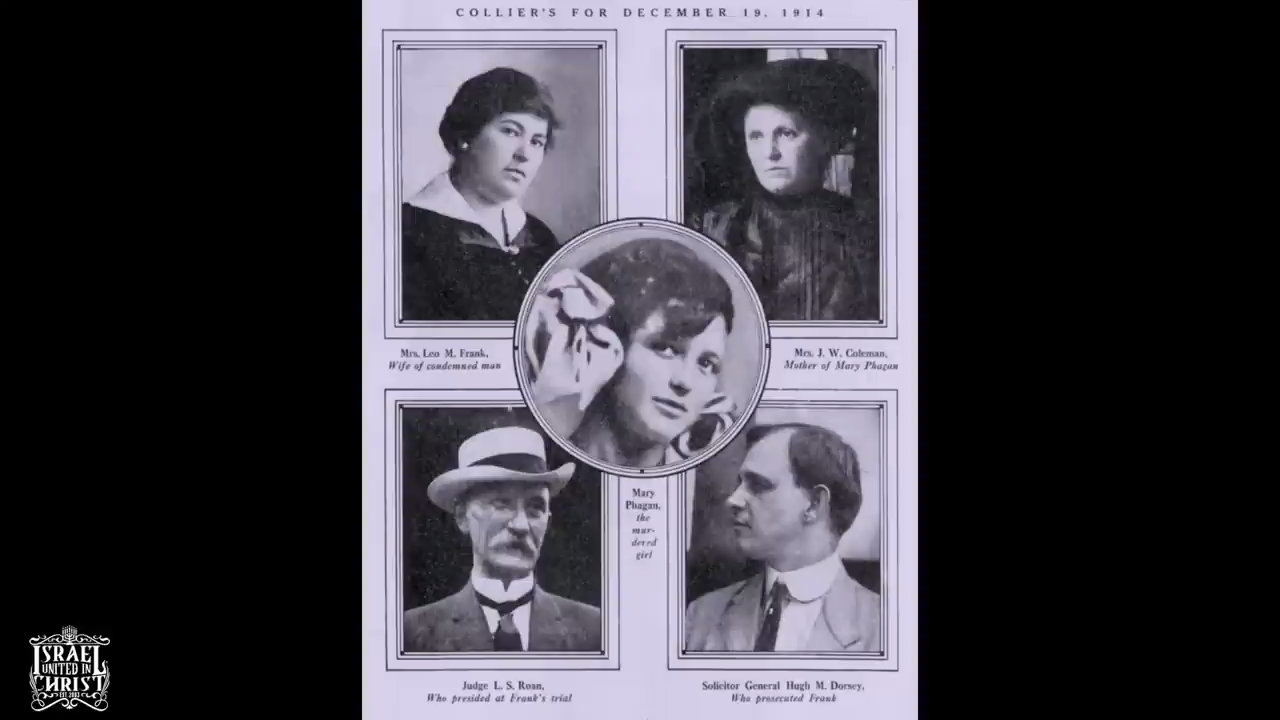 COLLIER'S FOR DECEMBER 19, 1914
Mrs. Leo M. Frank,
Wife of condemned man
Mrs. J. W. Coleman,
Mother of Mary Phagan
Mary
Phagan,
the
mur-
dered
girl
Judge L. S. Roan,
Who presided at Frank's trial
Solicitor General Hugh M. Dorsey,
Who prosecuted Frank
ISRAEL
UNITED IN
CHRIST
EST. 2003